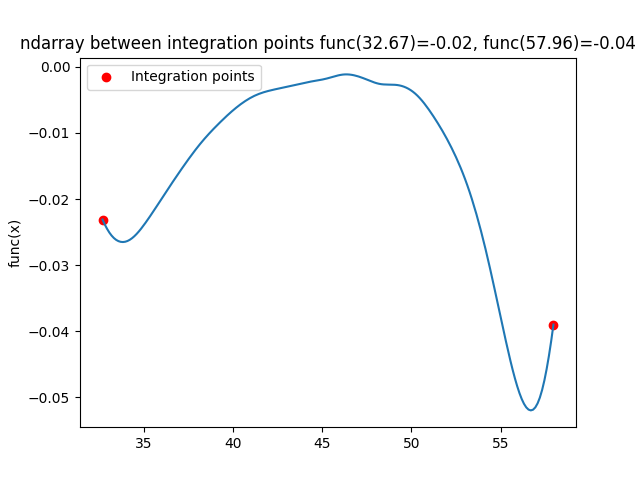 ndarray between integration points func(32.67)=-0.02, func(57.96)=-0.04
Integration points
func(x)
0.00
−0.01
−0.02
−0.03
−0.04
−0.05
35 40 45 50 55